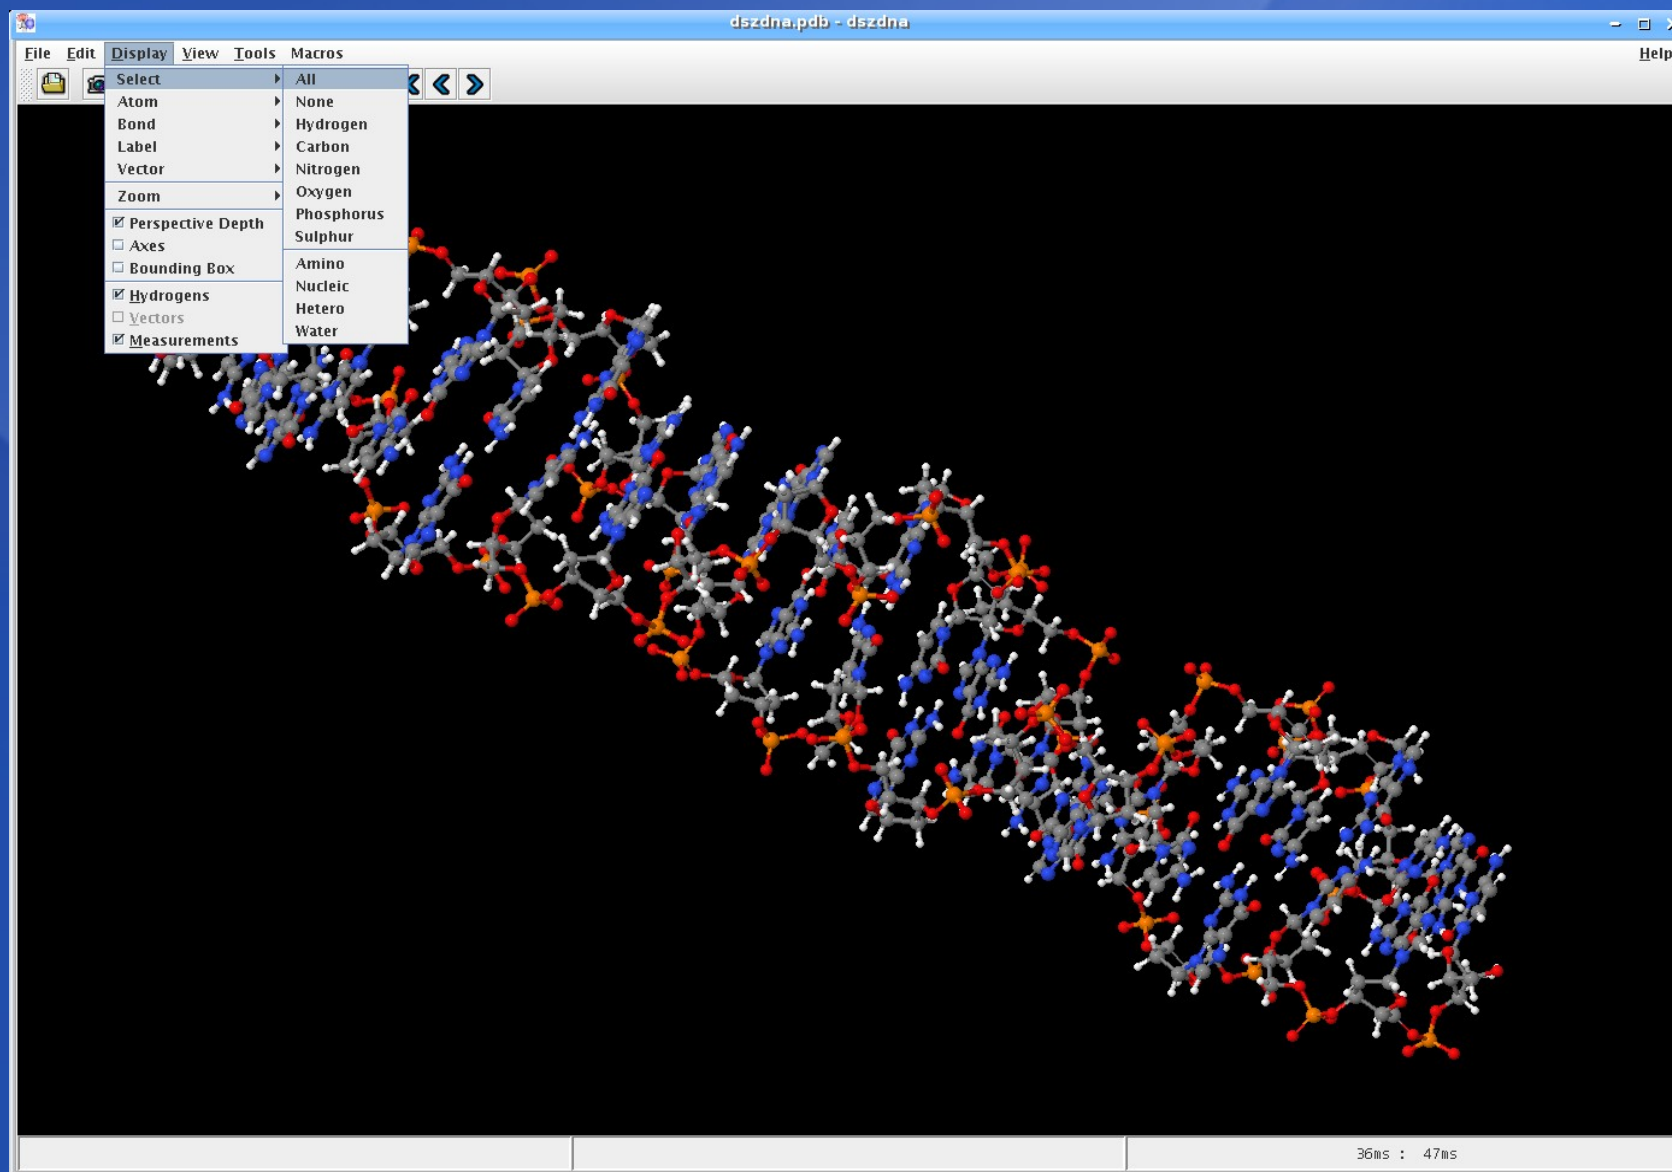 dszdna.pdb - dszdna
File Edit Display View Tools Macros Help
Select
Atom
Bond
Label
Vector
Zoom
Perspective Depth
Axes
Bounding Box
Hydrogens
Vectors
Measurements
All
None
Hydrogen
Carbon
Nitrogen
Oxygen
Phosphorus
Sulphur
Amino
Nucleic
Hetero
Water
36ms : 47ms